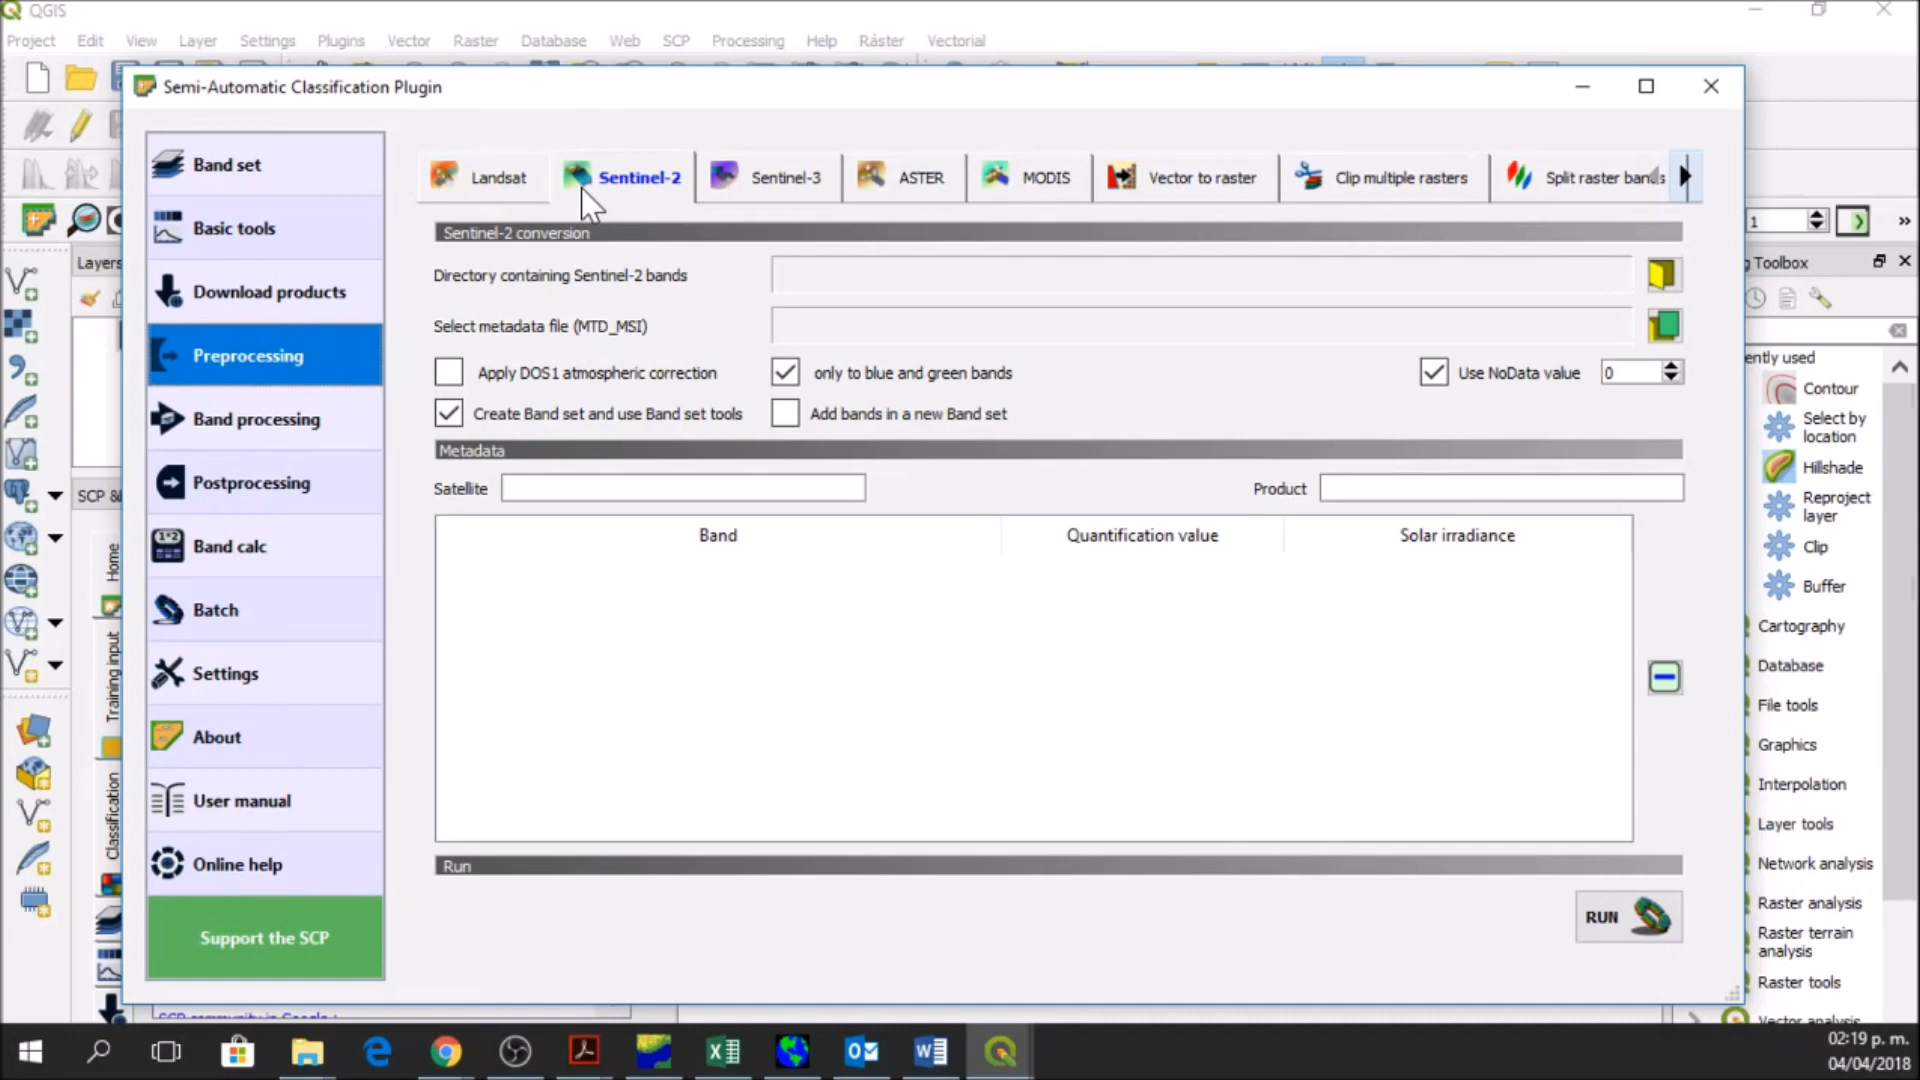 QGIS
Project Edit View Layer Settings Plugins Vector Raster Database Web SCP Processing Help Ráster Vectorial
Semi-Automatic Classification Plugin
Band set
Basic tools
Download products
Preprocessing
Band processing
Postprocessing
Band calc
Batch
Settings
About
User manual
Online help
Support the SCP
Landsat Sentinel-2 Sentinel-3 ASTER MODIS Vector to raster Clip multiple rasters Split raster bands
Sentinel-2 conversion
Directory containing Sentinel-2 bands
Select metadata file (MTD_MSI)
Apply DOS1 atmospheric correction only to blue and green bands Use NoData value 0
Create Band set and use Band set tools Add bands in a new Band set
Metadata
Satellite Product
Band Quantification value Solar irradiance
Run
RUN
Layers
SCP &
Home
Training input
Classification
SCP community in Google+
1
g Toolbox
ently used
Contour
Select by
location
Hillshade
Reproject
layer
Clip
Buffer
Cartography
Database
File tools
Graphics
Interpolation
Layer tools
Network analysis
Raster analysis
Raster terrain
analysis
Raster tools
Vector analysis
02:19 p. m.
04/04/2018